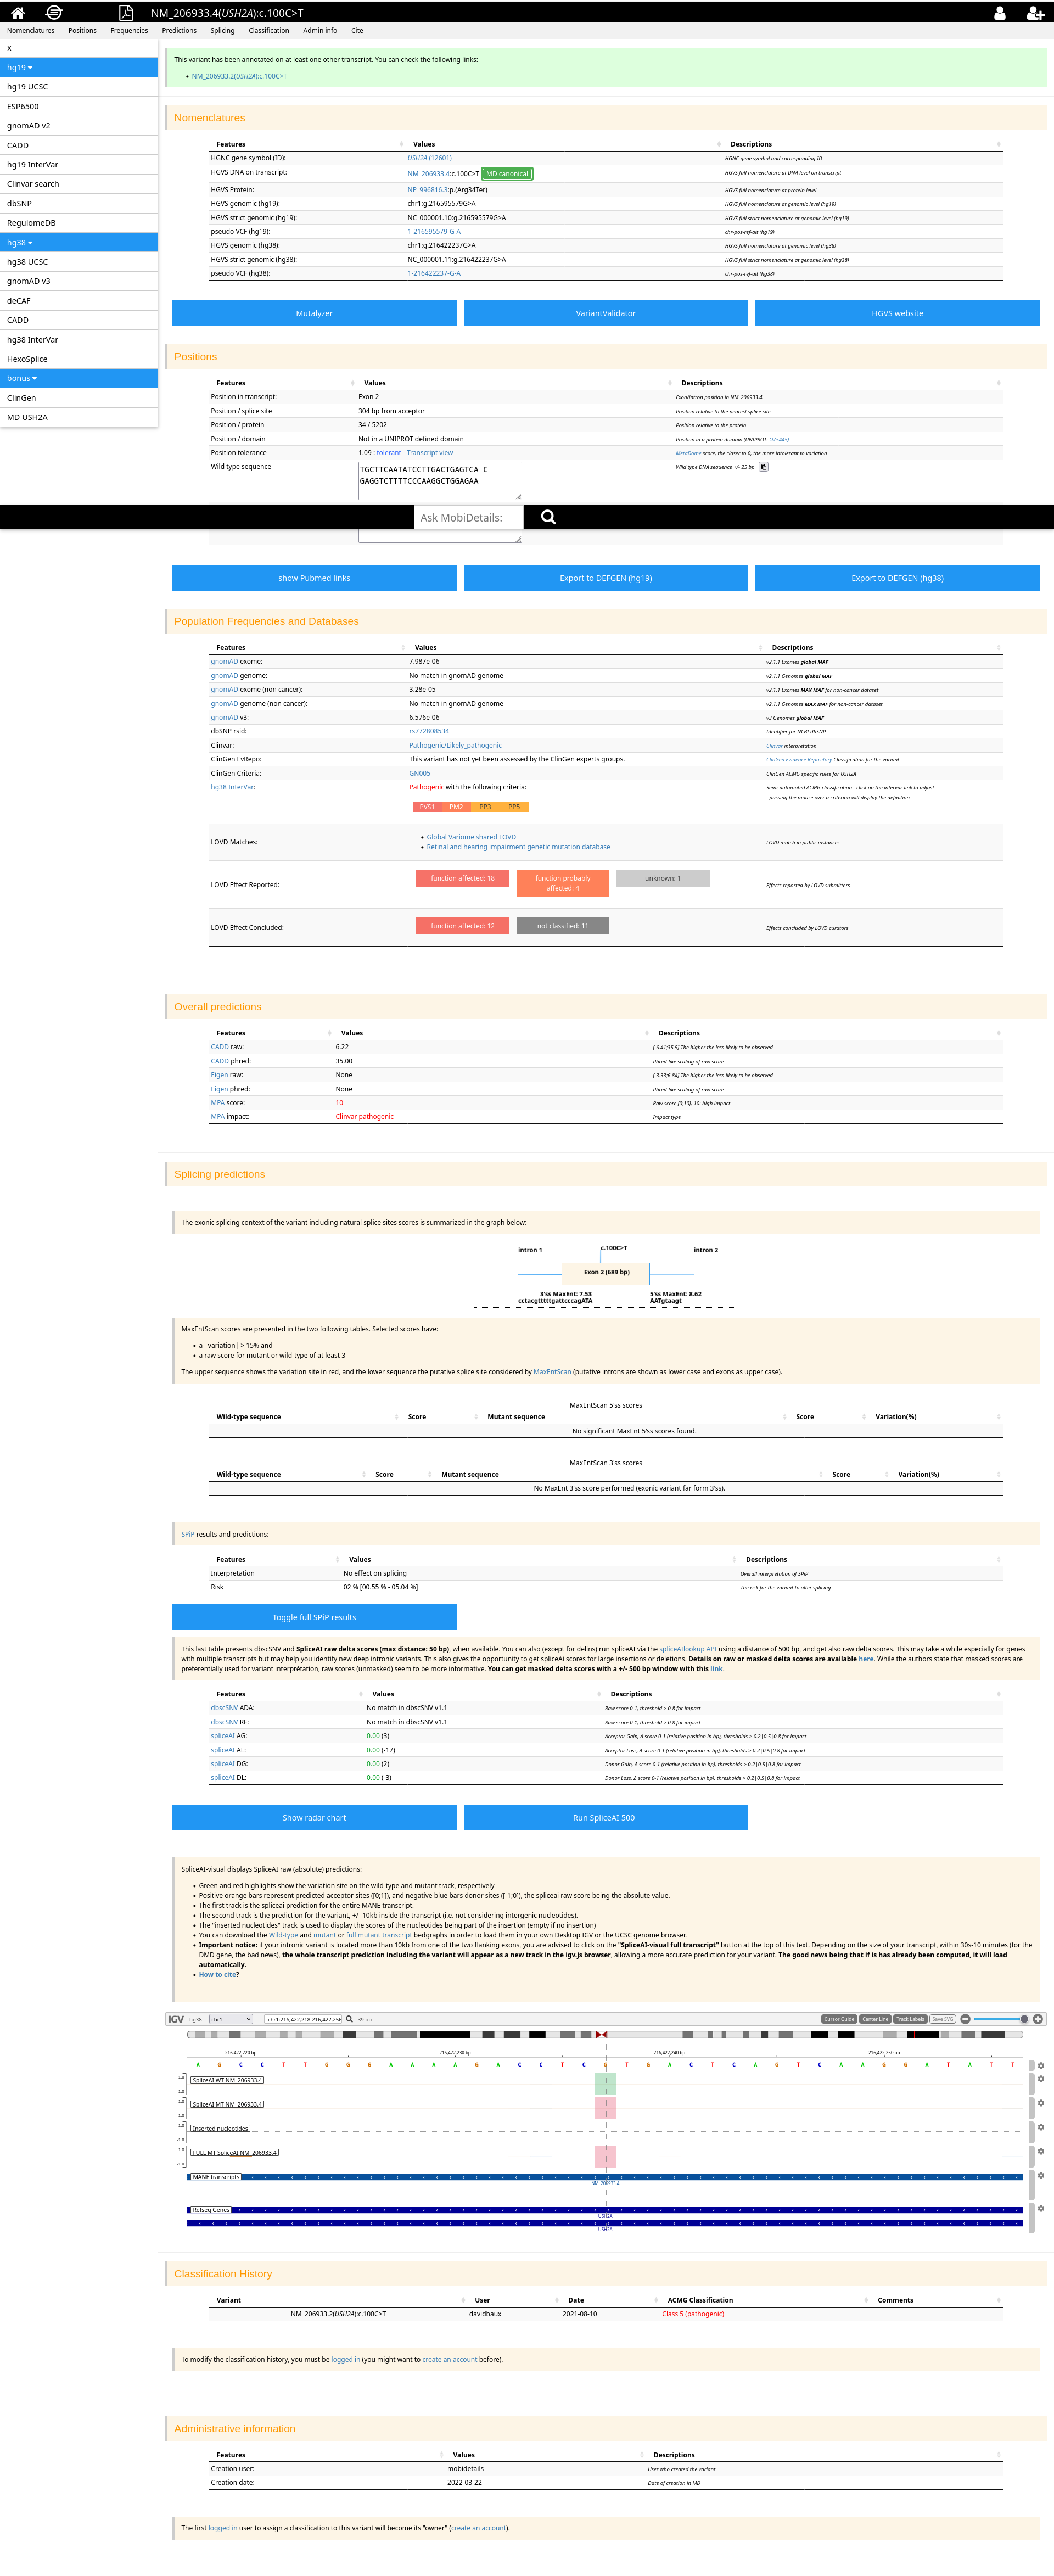 NM_206933.4(USH2A):c.100C>T
Nomenclatures Positions Frequencies Predictions Splicing Classification Admin info Cite
X
hg19
hg19 UCSC
ESP6500
gnomAD v2
CADD
hg19 InterVar
Clinvar search
dbSNP
RegulomeDB
hg38
hg38 UCSC
gnomAD v3
deCAF
CADD
hg38 InterVar
HexoSplice
bonus
ClinGen
MD USH2A
This variant has been annotated on at least one other transcript. You can check the following links:
• NM_206933.2(USH2A):c.100C>T
Nomenclatures
Features Values Descriptions
HGNC gene symbol (ID): USH2A (12601) HGNC gene symbol and corresponding ID
HGVS DNA on transcript: NM_206933.4:c.100C>T MD canonical HGVS full nomenclature at DNA level on transcript
HGVS Protein: NP_996816.3:p.(Arg34Ter) HGVS full nomenclature at protein level
HGVS genomic (hg19): chr1:g.216595579G>A HGVS full nomenclature at genomic level (hg19)
HGVS strict genomic (hg19): NC_000001.10:g.216595579G>A HGVS full strict nomenclature at genomic level (hg19)
pseudo VCF (hg19): 1-216595579-G-A chr-pos-ref-alt (hg19)
HGVS genomic (hg38): chr1:g.216422237G>A HGVS full nomenclature at genomic level (hg38)
HGVS strict genomic (hg38): NC_000001.11:g.216422237G>A HGVS full strict nomenclature at genomic level (hg38)
pseudo VCF (hg38): 1-216422237-G-A chr-pos-ref-alt (hg38)
Mutalyzer VariantValidator HGVS website
Positions
Features Values Descriptions
Position in transcript: Exon 2 Exon/intron position in NM_206933.4
Position / splice site 304 bp from acceptor Position relative to the nearest splice site
Position / protein 34 / 5202 Position relative to the protein
Position / domain Not in a UNIPROT defined domain Position in a protein domain (UNIPROT: O75445)
Position tolerance 1.09 : tolerant - Transcript view MetaDome score, the closer to 0, the more intolerant to variation
Wild type sequence TGCTTCAATATCCTTGACTGAGTCA C Wild type DNA sequence +/- 25 bp
GAGGTCTTTTCCCAAGGCTGGAGAA
Ask MobiDetails:
show Pubmed links Export to DEFGEN (hg19) Export to DEFGEN (hg38)
Population Frequencies and Databases
Features Values Descriptions
gnomAD exome: 7.987e-06 v2.1.1 Exomes global MAF
gnomAD genome: No match in gnomAD genome v2.1.1 Genomes global MAF
gnomAD exome (non cancer): 3.28e-05 v2.1.1 Exomes MAX MAF for non-cancer dataset
gnomAD genome (non cancer): No match in gnomAD genome v2.1.1 Genomes MAX MAF for non-cancer dataset
gnomAD v3: 6.576e-06 v3 Genomes global MAF
dbSNP rsid: rs772808534 Identifier for NCBI dbSNP
Clinvar: Pathogenic/Likely_pathogenic Clinvar interpretation
ClinGen EvRepo: This variant has not yet been assessed by the ClinGen experts groups. ClinGen Evidence Repository Classification for the variant
ClinGen Criteria: GN005 ClinGen ACMG specific rules for USH2A
hg38 InterVar: Pathogenic with the following criteria: Semi-automated ACMG classification - click on the intervar link to adjust
- passing the mouse over a criterion will display the definition
PVS1 PM2 PP3 PP5
LOVD Matches: • Global Variome shared LOVD LOVD match in public instances
• Retinal and hearing impairment genetic mutation database
LOVD Effect Reported: function affected: 18 function probably affected: 4 unknown: 1 Effects reported by LOVD submitters
LOVD Effect Concluded: function affected: 12 not classified: 11 Effects concluded by LOVD curators
Overall predictions
Features Values Descriptions
CADD raw: 6.22 [-6.41;35.5] The higher the less likely to be observed
CADD phred: 35.00 Phred-like scaling of raw score
Eigen raw: None [-3.33;6.84] The higher the less likely to be observed
Eigen phred: None Phred-like scaling of raw score
MPA score: 10 Raw score [0;10], 10: high impact
MPA impact: Clinvar pathogenic Impact type
Splicing predictions
The exonic splicing context of the variant including natural splice sites scores is summarized in the graph below:
c.100C>T
intron 1 intron 2
Exon 2 (689 bp)
3'ss MaxEnt: 7.53 5'ss MaxEnt: 8.62
cctacgtttttgattcccagATA AATgtaagt
MaxEntScan scores are presented in the two following tables. Selected scores have:
• a |variation| > 15% and
• a raw score for mutant or wild-type of at least 3
The upper sequence shows the variation site in red, and the lower sequence the putative splice site considered by MaxEntScan (putative introns are shown as lower case and exons as upper case).
MaxEntScan 5'ss scores
Wild-type sequence Score Mutant sequence Score Variation(%)
No significant MaxEnt 5'ss scores found.
MaxEntScan 3'ss scores
Wild-type sequence Score Mutant sequence Score Variation(%)
No MaxEnt 3'ss score performed (exonic variant far form 3'ss).
SPiP results and predictions:
Features Values Descriptions
Interpretation No effect on splicing Overall interpretation of SPiP
Risk 02 % [00.55 % - 05.04 %] The risk for the variant to alter splicing
Toggle full SPiP results
This last table presents dbscSNV and SpliceAI raw delta scores (max distance: 50 bp), when available. You can also (except for delins) run spliceAI via the spliceAIlookup API using a distance of 500 bp, and get also raw delta scores. This may take a while especially for genes
with multiple transcripts but may help you identify new deep intronic variants. This also gives the opportunity to get spliceAi scores for large insertions or deletions. Details on raw or masked delta scores are available here. While the authors state that masked scores are
preferentially used for variant interprétation, raw scores (unmasked) seem to be more informative. You can get masked delta scores with a +/- 500 bp window with this link.
Features Values Descriptions
dbscSNV ADA: No match in dbscSNV v1.1 Raw score 0-1, threshold > 0.8 for impact
dbscSNV RF: No match in dbscSNV v1.1 Raw score 0-1, threshold > 0.8 for impact
spliceAI AG: 0.00 (3) Acceptor Gain, Δ score 0-1 (relative position in bp), thresholds > 0.2|0.5|0.8 for impact
spliceAI AL: 0.00 (-17) Acceptor Loss, Δ score 0-1 (relative position in bp), thresholds > 0.2|0.5|0.8 for impact
spliceAI DG: 0.00 (2) Donor Gain, Δ score 0-1 (relative position in bp), thresholds > 0.2|0.5|0.8 for impact
spliceAI DL: 0.00 (-3) Donor Loss, Δ score 0-1 (relative position in bp), thresholds > 0.2|0.5|0.8 for impact
Show radar chart Run SpliceAI 500
SpliceAI-visual displays SpliceAI raw (absolute) predictions:
• Green and red highlights show the variation site on the wild-type and mutant track, respectively
• Positive orange bars represent predicted acceptor sites ([0;1]), and negative blue bars donor sites ([-1;0]), the spliceai raw score being the absolute value.
• The first track is the spliceai prediction for the entire MANE transcript.
• The second track is the prediction for the variant, +/- 10kb inside the transcript (i.e. not considering intergenic nucleotides).
• The "inserted nucleotides" track is used to display the scores of the nucleotides being part of the insertion (empty if no insertion)
• You can download the Wild-type and mutant or full mutant transcript bedgraphs in order to load them in your own Desktop IGV or the UCSC genome browser.
• Important notice: if your intronic variant is located more than 10kb from one of the two flanking exons, you are advised to click on the "SpliceAI-visual full transcript" button at the top of this text. Depending on the size of your transcript, within 30s-10 minutes (for the
DMD gene, the bad news), the whole transcript prediction including the variant will appear as a new track in the igv.js browser, allowing a more accurate prediction for your variant. The good news being that if is has already been computed, it will load
automatically.
• How to cite?
IGV hg38 chr1 chr1:216,422,218-216,422,256 39 bp Cursor Guide Center Line Track Labels Save SVG
216,422,220 bp 216,422,230 bp 216,422,240 bp 216,422,250 bp
A G C C T T G G G A A A A G A C C T C G T G A C T C A G T C A A G G A T A T T
1.0 SpliceAI WT NM_206933.4
-1.0
1.0 SpliceAI MT NM_206933.4
-1.0
1.0 Inserted nucleotides
-1.0
1.0 FULL MT SpliceAI NM_206933.4
-1.0
MANE transcripts
NM_206933.4
Refseq Genes
USH2A
USH2A
Classification History
Variant User Date ACMG Classification Comments
NM_206933.2(USH2A):c.100C>T davidbaux 2021-08-10 Class 5 (pathogenic)
To modify the classification history, you must be logged in (you might want to create an account before).
Administrative information
Features Values Descriptions
Creation user: mobidetails User who created the variant
Creation date: 2022-03-22 Date of creation in MD
The first logged in user to assign a classification to this variant will become its "owner" (create an account).